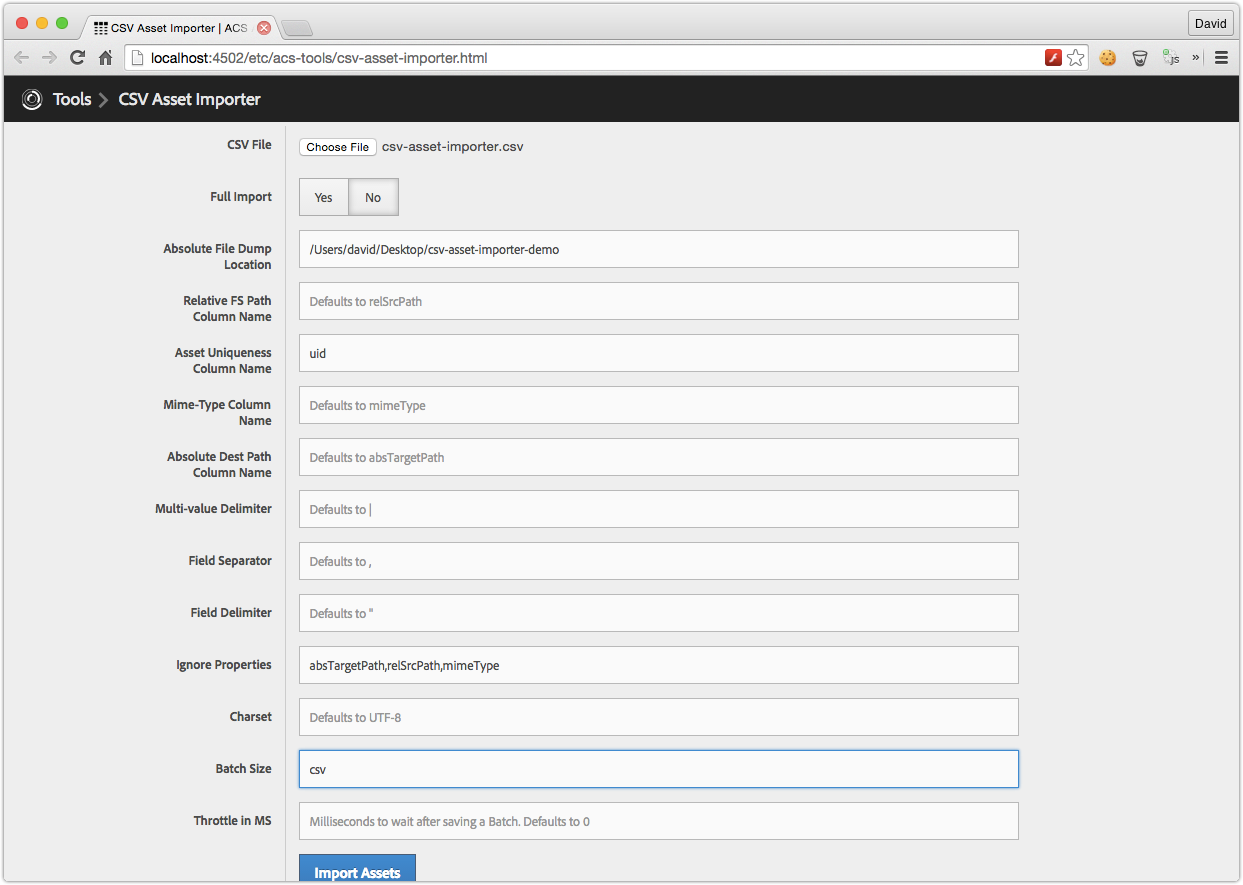 CSV Asset Importer | ACS
David
localhost:4502/etc/acs-tools/csv-asset-importer.html
js »
Tools CSV Asset Importer
CSV File
Choose File csv-asset-importer.csv
Full Import
Yes No
Absolute File Dump
Location
/Users/david/Desktop/csv-asset-importer-demo
Relative FS Path
Column Name
Defaults to relSrcPath
Asset Uniqueness
Column Name
uid
Mime-Type Column
Name
Defaults to mimeType
Absolute Dest Path
Column Name
Defaults to absTargetPath
Multi-value Delimiter
Defaults to |
Field Separator
Defaults to ,
Field Delimiter
Defaults to "
Ignore Properties
absTargetPath,relSrcPath,mimeType
Charset
Defaults to UTF-8
Batch Size
csv
Throttle in MS
Milliseconds to wait after saving a Batch. Defaults to 0
Import Assets